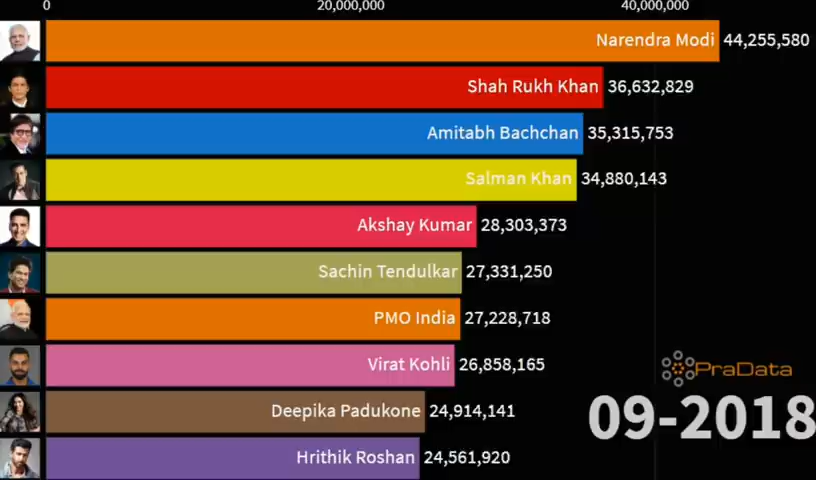 0 20,000,000 40,000,000
Narendra Modi 44,255,580
Shah Rukh Khan 36,632,829
Amitabh Bachchan 35,315,753
Salman Khan 34,880,143
Akshay Kumar 28,303,373
Sachin Tendulkar 27,331,250
PMO India 27,228,718
Virat Kohli 26,858,165
PraData
Deepika Padukone 24,914,141
09-2018
Hrithik Roshan 24,561,920